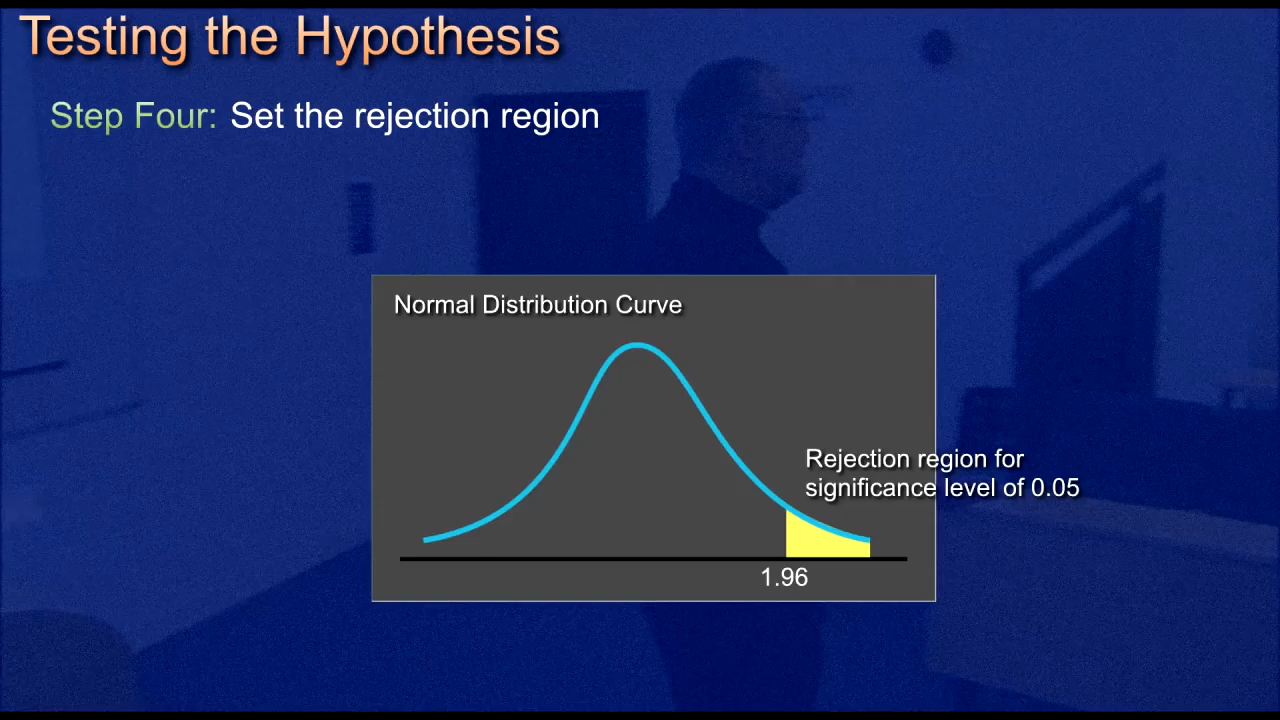 Testing the Hypothesis
Step Four: Set the rejection region
Normal Distribution Curve
Rejection region for
significance level of 0.05
1.96